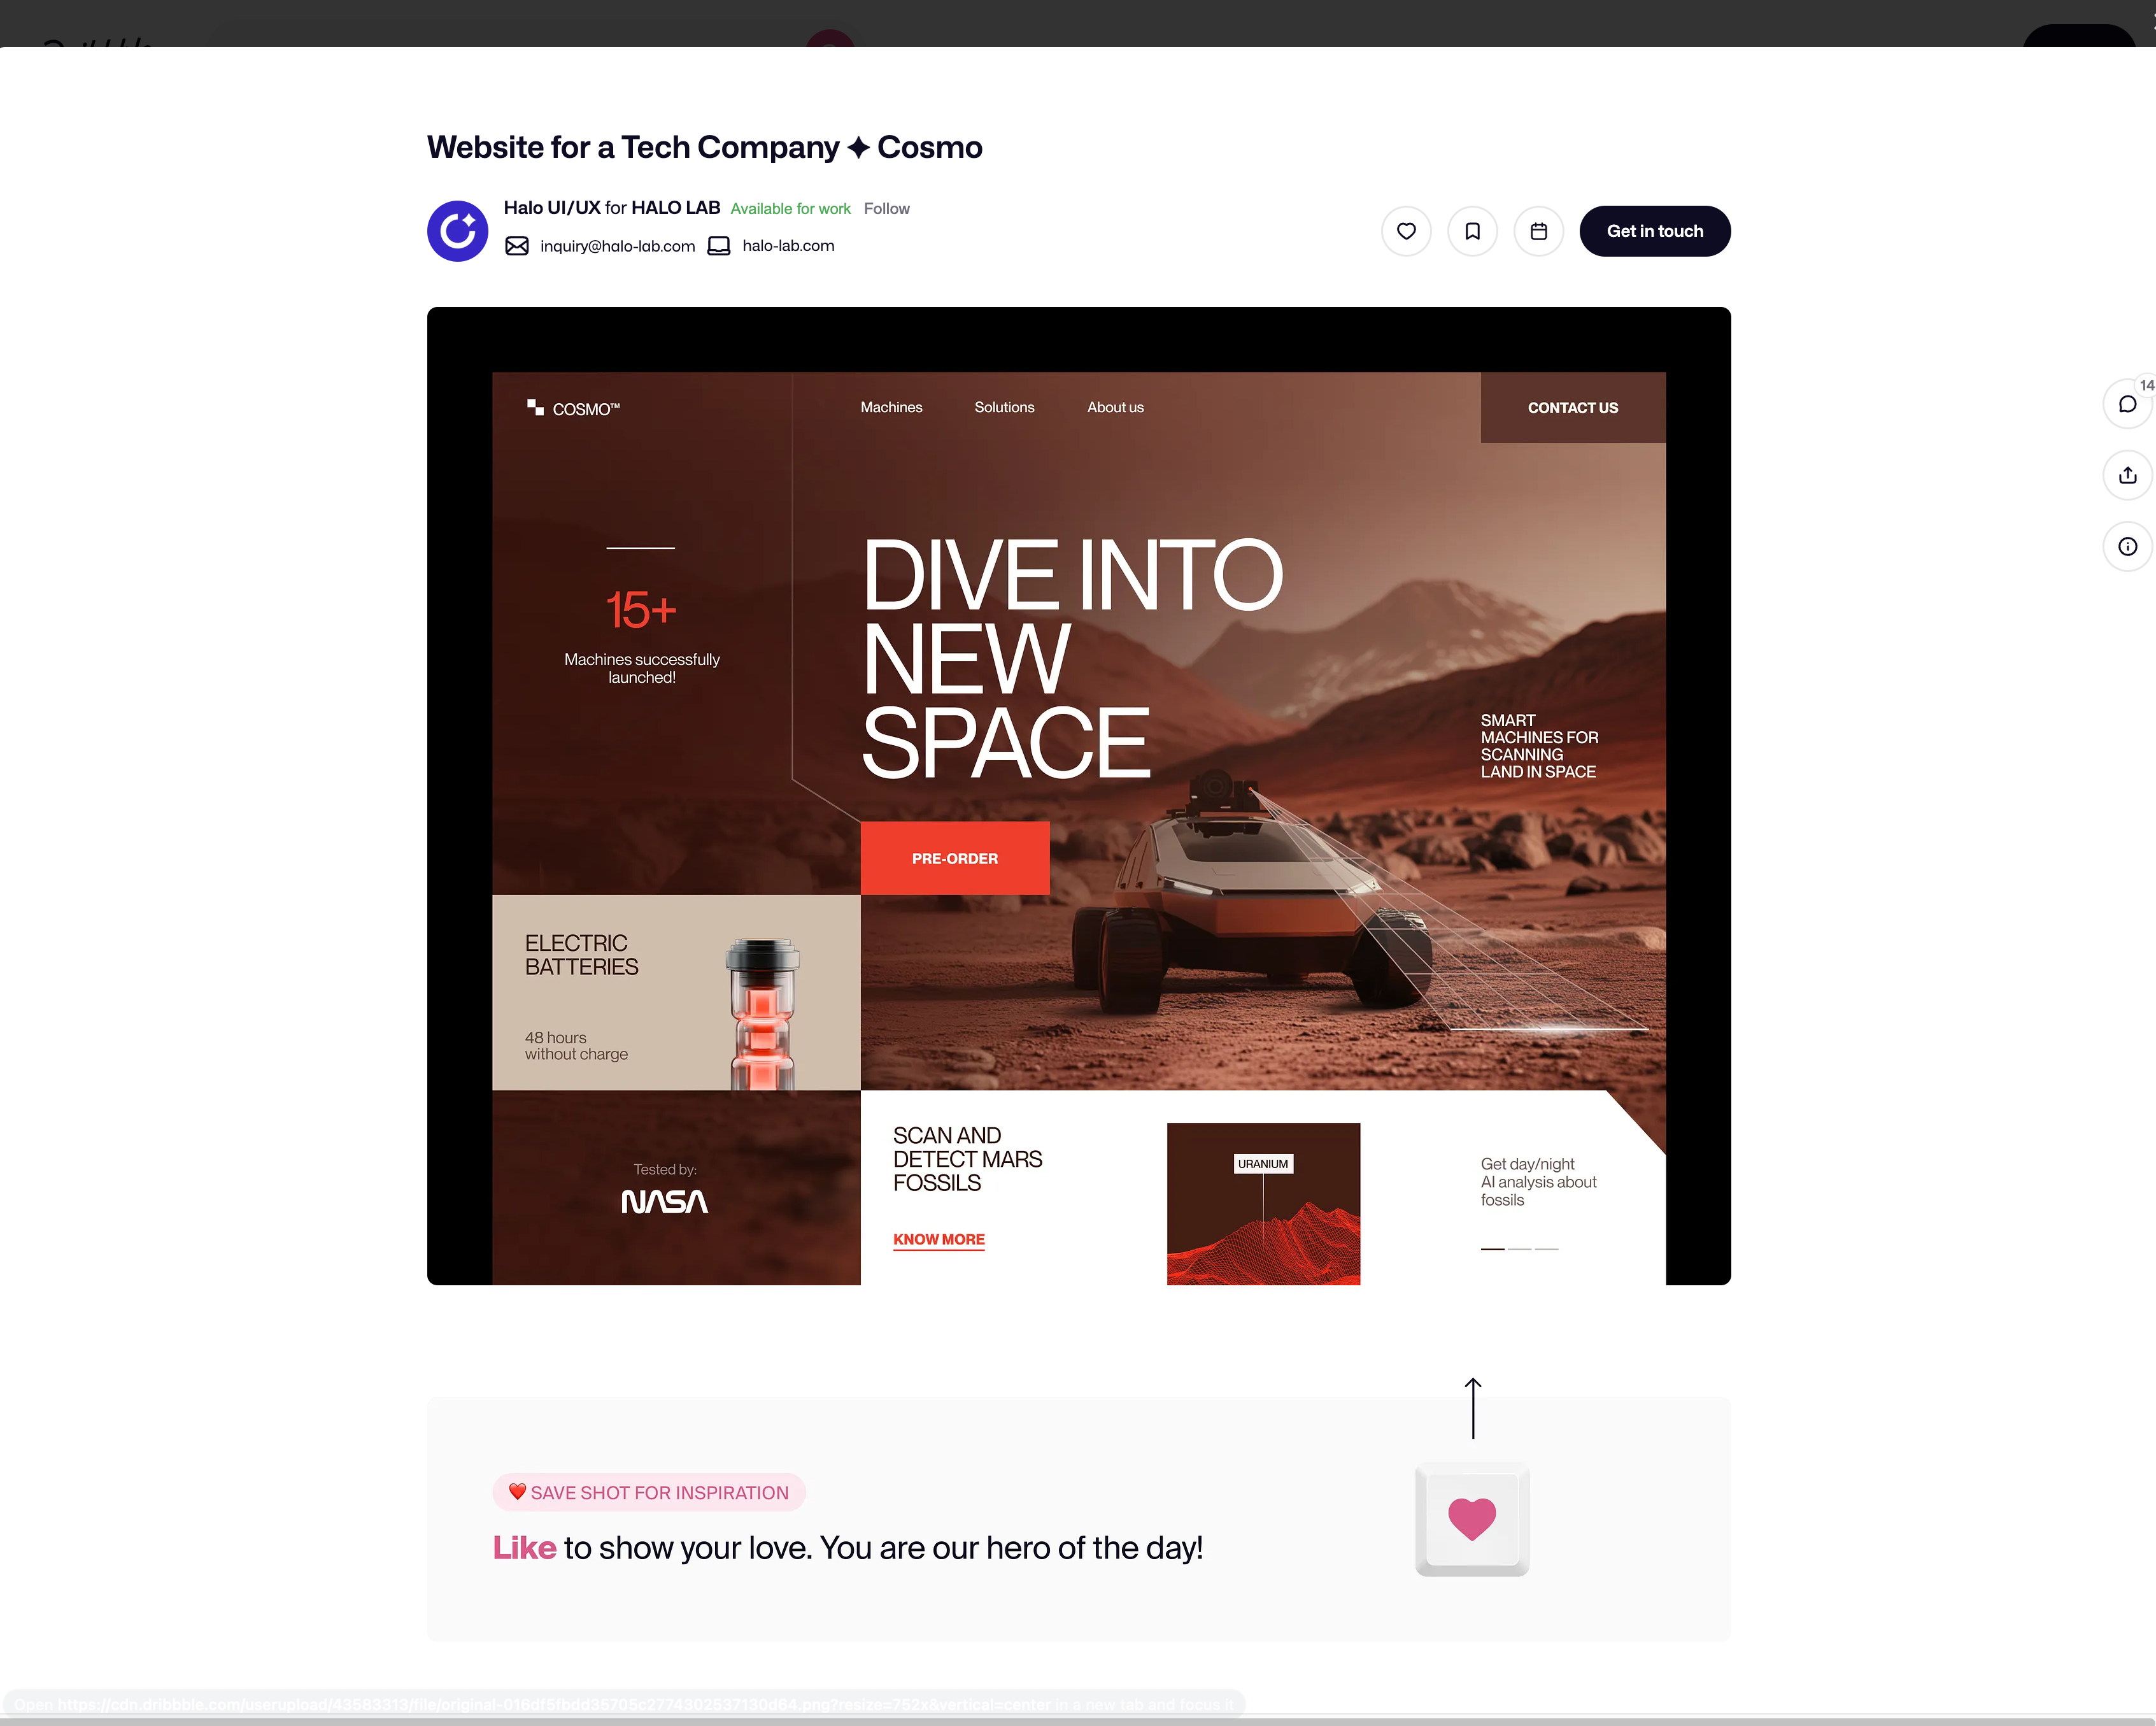 Website for a Tech Company ✦ Cosmo
Halo UI/UX for HALO LAB Available for work Follow
inquiry@halo-lab.com halo-lab.com
Get in touch
14
COSMO™
Machines Solutions About us
CONTACT US
15+
Machines successfully
launched!
DIVE INTO
NEW
SPACE
SMART
MACHINES FOR
SCANNING
LAND IN SPACE
PRE-ORDER
ELECTRIC
BATTERIES
48 hours
without charge
Tested by:
NASA
SCAN AND
DETECT MARS
FOSSILS
KNOW MORE
URANIUM
Get day/night
AI analysis about
fossils
❤️ SAVE SHOT FOR INSPIRATION
Like to show your love. You are our hero of the day!
Open https://cdn.dribbble.com/userupload/43583313/file/original-016df5fbdd35705c2774302537130d64.png?resize=752x&vertical=center in a new tab and focus it